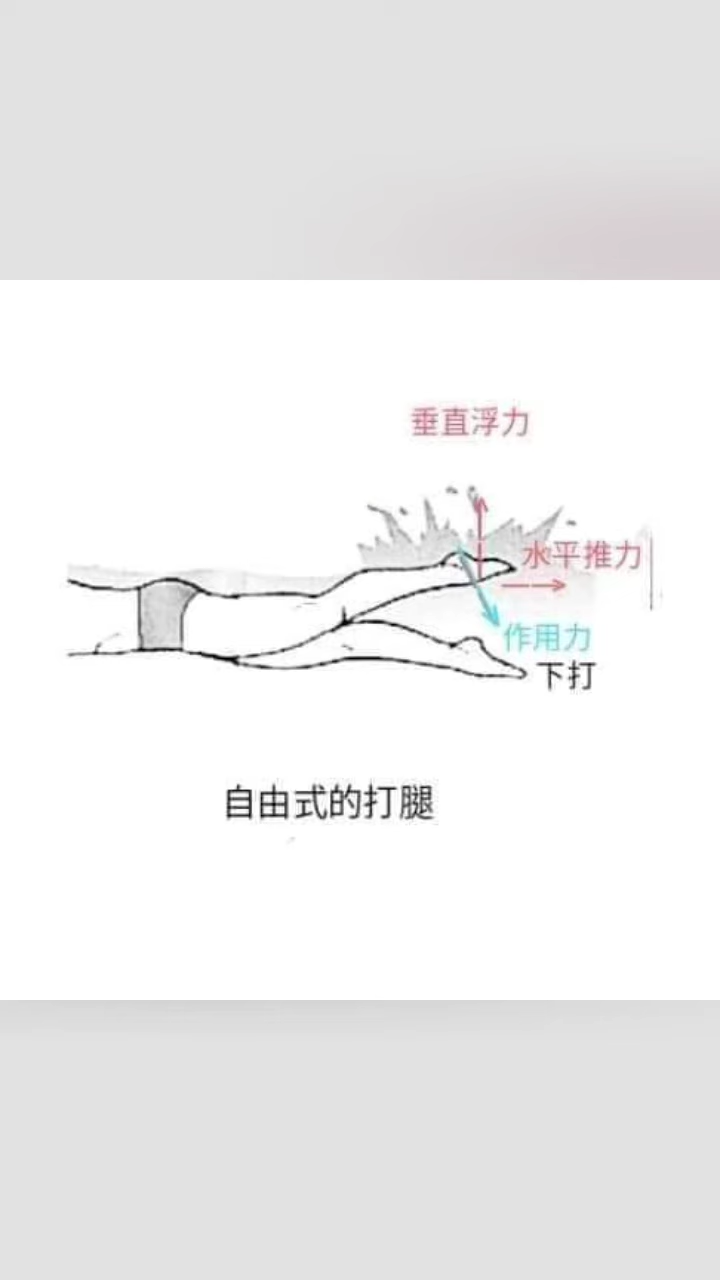 垂直浮力
水平推力
作用力
下打
自由式的打腿